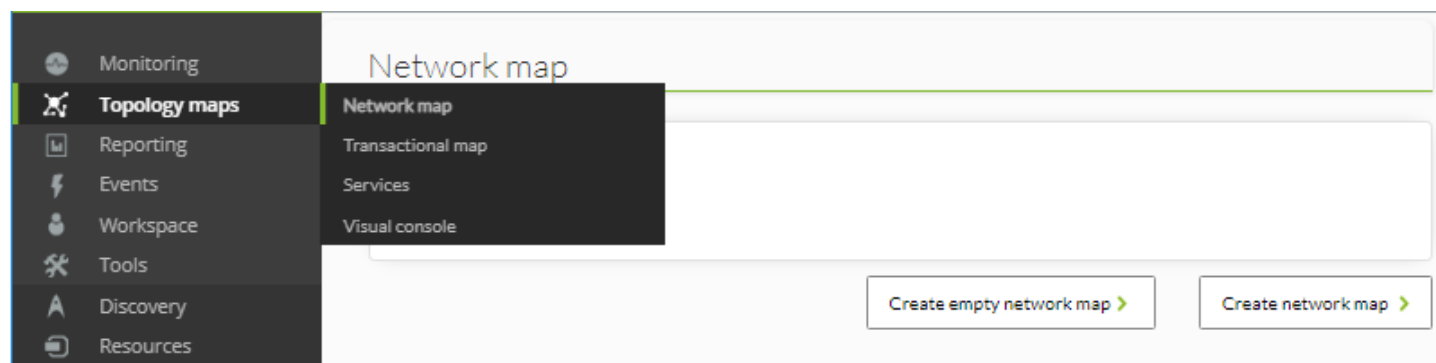 Monitoring
Topology maps
Reporting
Events
Workspace
Tools
Discovery
Resources
Network map
Transactional map
Services
Visual console
Network map
Create empty network map
Create network map